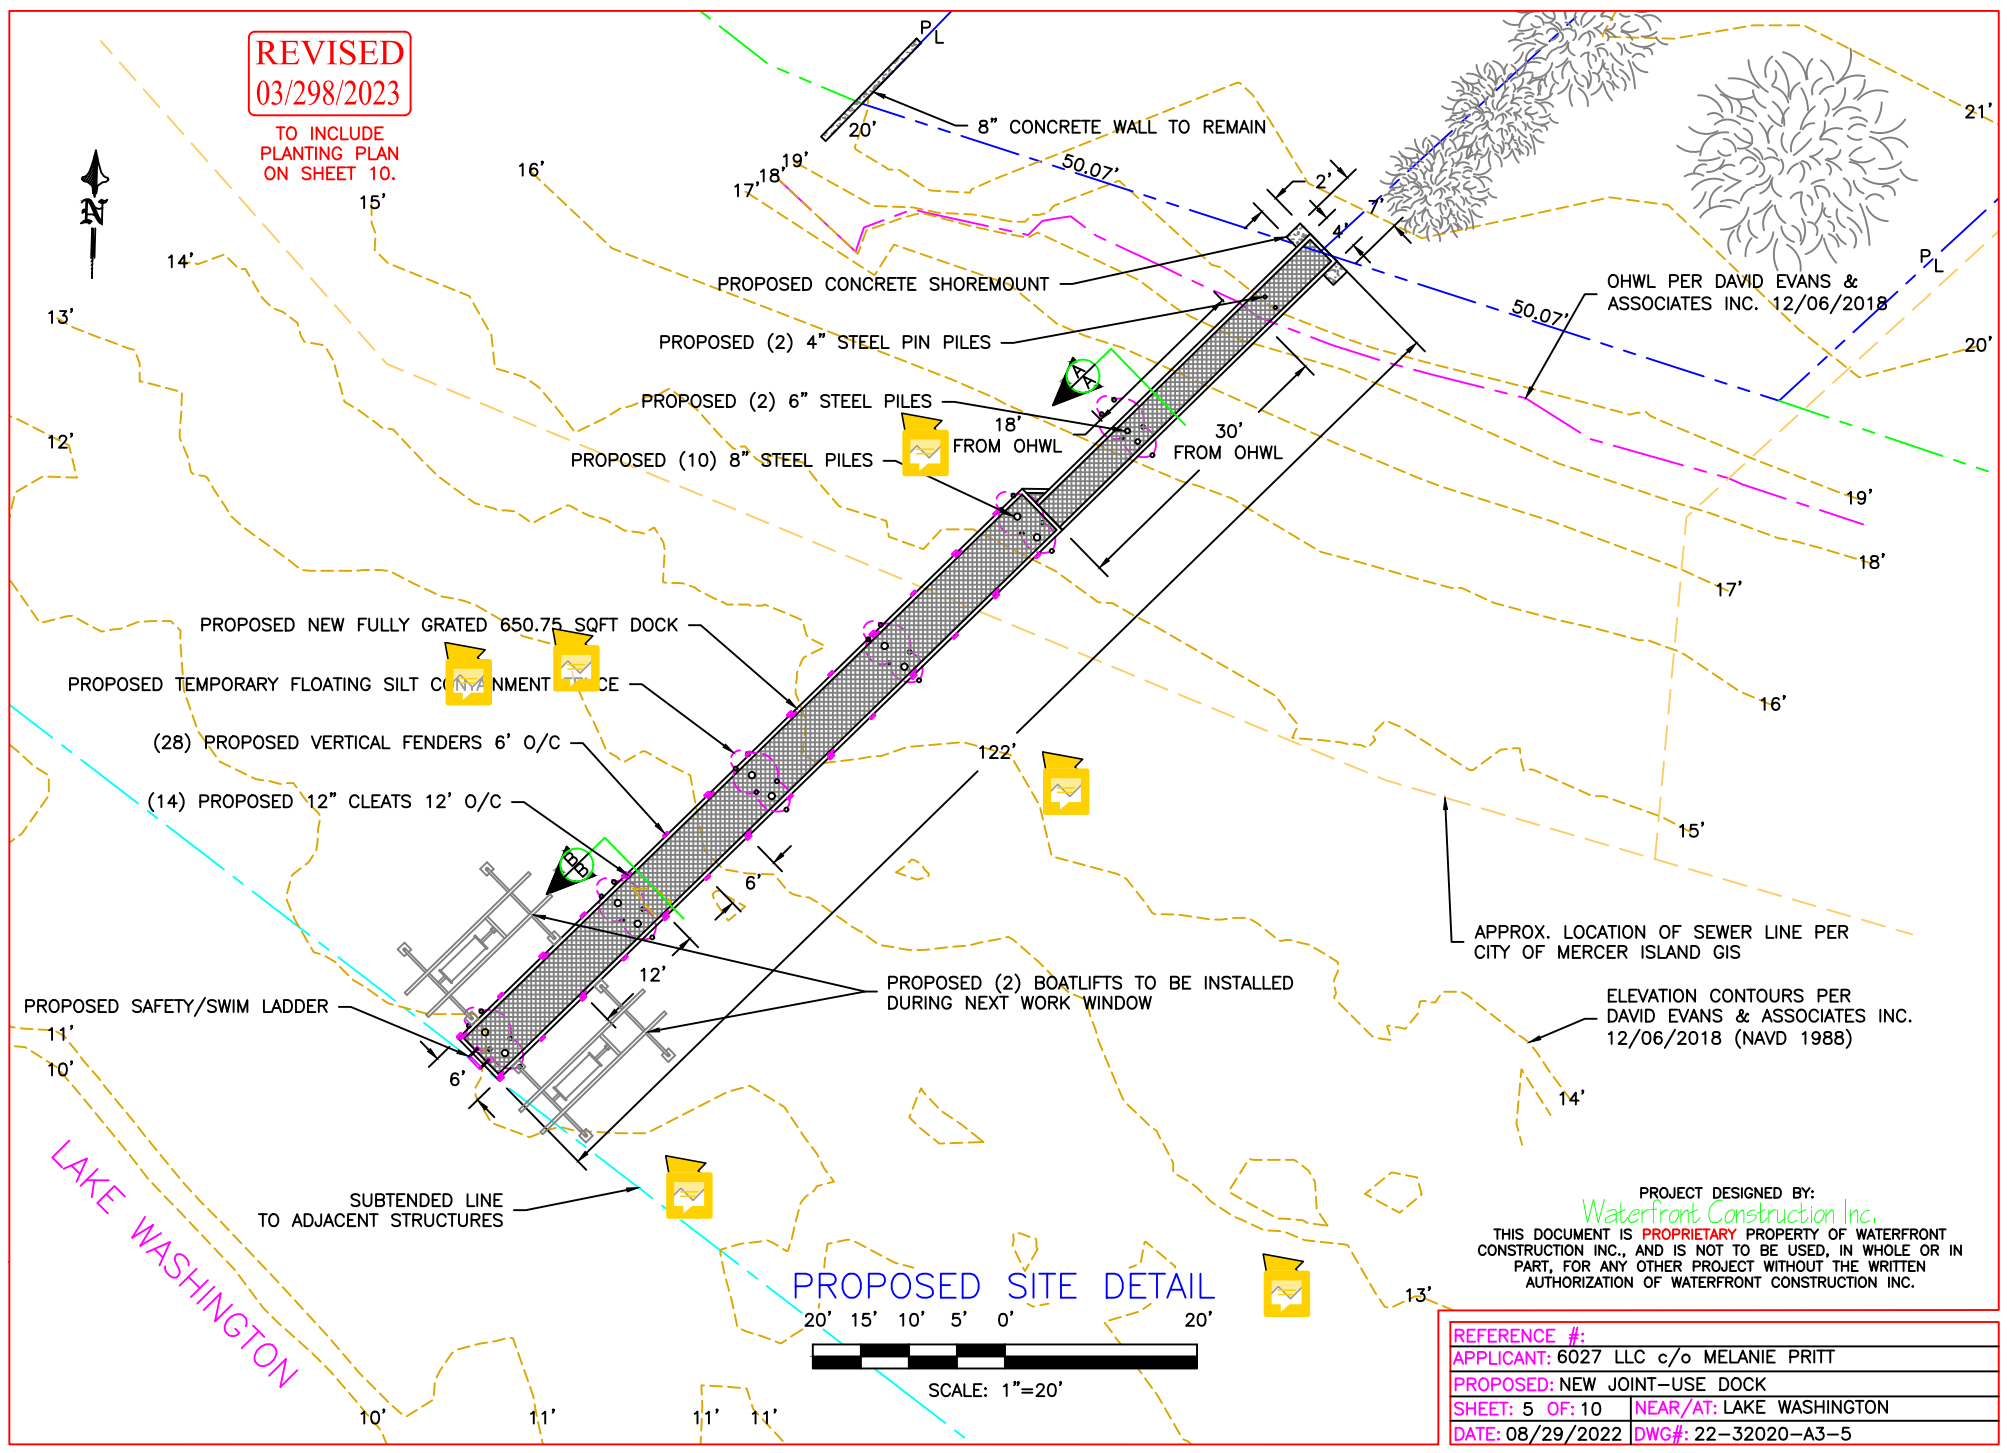 REVISED
03/298/2023
TO INCLUDE
PLANTING PLAN
ON SHEET 10.
N
P
L
20'
8" CONCRETE WALL TO REMAIN
50.07'
21'
16'
15'
14'
13'
12'
17'
18'
19'
2'
7'
4'
P
L
PROPOSED CONCRETE SHOREMOUNT
OHWL PER DAVID EVANS &
ASSOCIATES INC. 12/06/2018
50.07'
PROPOSED (2) 4" STEEL PIN PILES
20'
A
A
PROPOSED (2) 6" STEEL PILES
18'
FROM OHWL
30'
FROM OHWL
PROPOSED (10) 8" STEEL PILES
19'
18'
17'
16'
15'
PROPOSED NEW FULLY GRATED 650.75 SQFT DOCK
PROPOSED TEMPORARY FLOATING SILT
(28) PROPOSED VERTICAL FENDERS 6' O/C
(14) PROPOSED 12" CLEATS 12' O/C
122'
B
B
6'
12'
APPROX. LOCATION OF SEWER LINE PER
CITY OF MERCER ISLAND GIS
PROPOSED (2) BOATLIFTS TO BE INSTALLED
DURING NEXT WORK WINDOW
PROPOSED SAFETY/SWIM LADDER
ELEVATION CONTOURS PER
DAVID EVANS & ASSOCIATES INC.
12/06/2018 (NAVD 1988)
11'
10'
6'
14'
LAKE WASHINGTON
SUBTENDED LINE
TO ADJACENT STRUCTURES
PROJECT DESIGNED BY:
Waterfront Construction Inc.
THIS DOCUMENT IS PROPRIETARY PROPERTY OF WATERFRONT
CONSTRUCTION INC., AND IS NOT TO BE USED, IN WHOLE OR IN
PART, FOR ANY OTHER PROJECT WITHOUT THE WRITTEN
AUTHORIZATION OF WATERFRONT CONSTRUCTION INC.
PROPOSED SITE DETAIL
13'
20' 15' 10' 5' 0' 20'
SCALE: 1"=20'
10'
11'
11'
11'
REFERENCE #:
APPLICANT: 6027 LLC c/o MELANIE PRITT
PROPOSED: NEW JOINT-USE DOCK
SHEET: 5 OF: 10 NEAR/AT: LAKE WASHINGTON
DATE: 08/29/2022 DWG#: 22-32020-A3-5